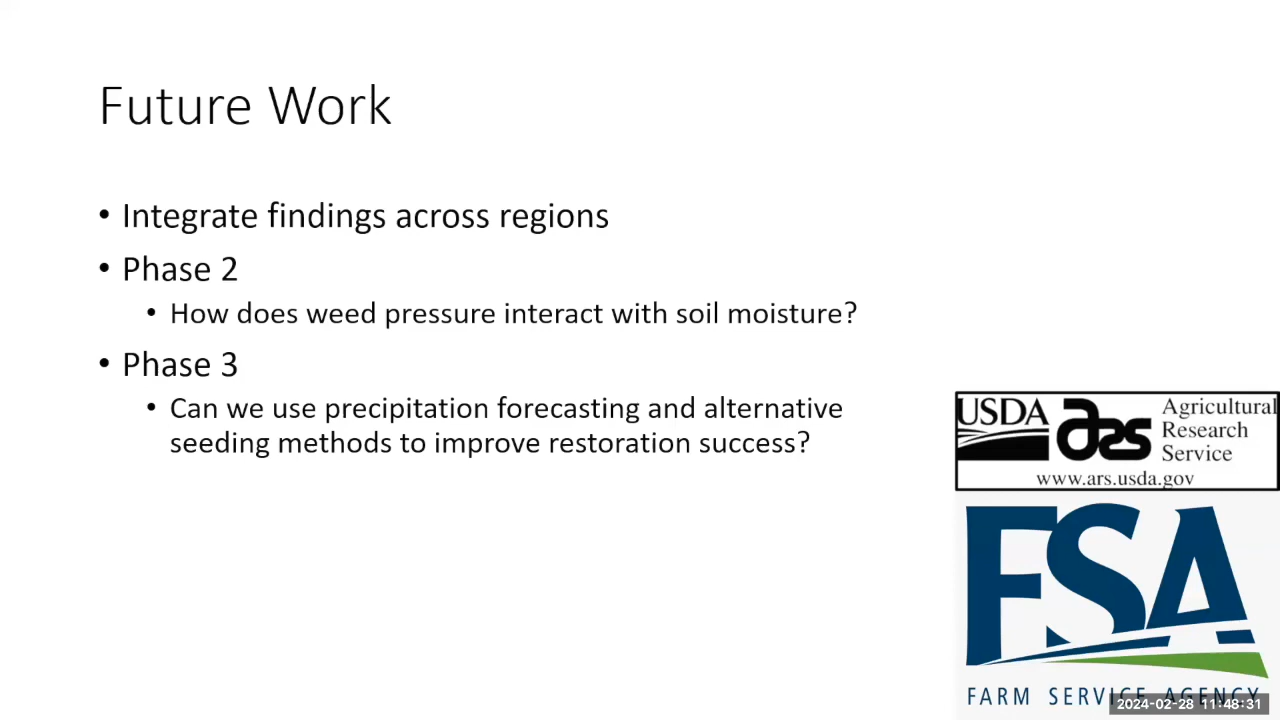 Future Work
• Integrate findings across regions
• Phase 2
• How does weed pressure interact with soil moisture?
• Phase 3
• Can we use precipitation forecasting and alternative
seeding methods to improve restoration success?
USDA ars Agricultural
Research
Service
www.ars.usda.gov
FSA
FARM SERVICE AGENCY
2024-02-28 11:48:31